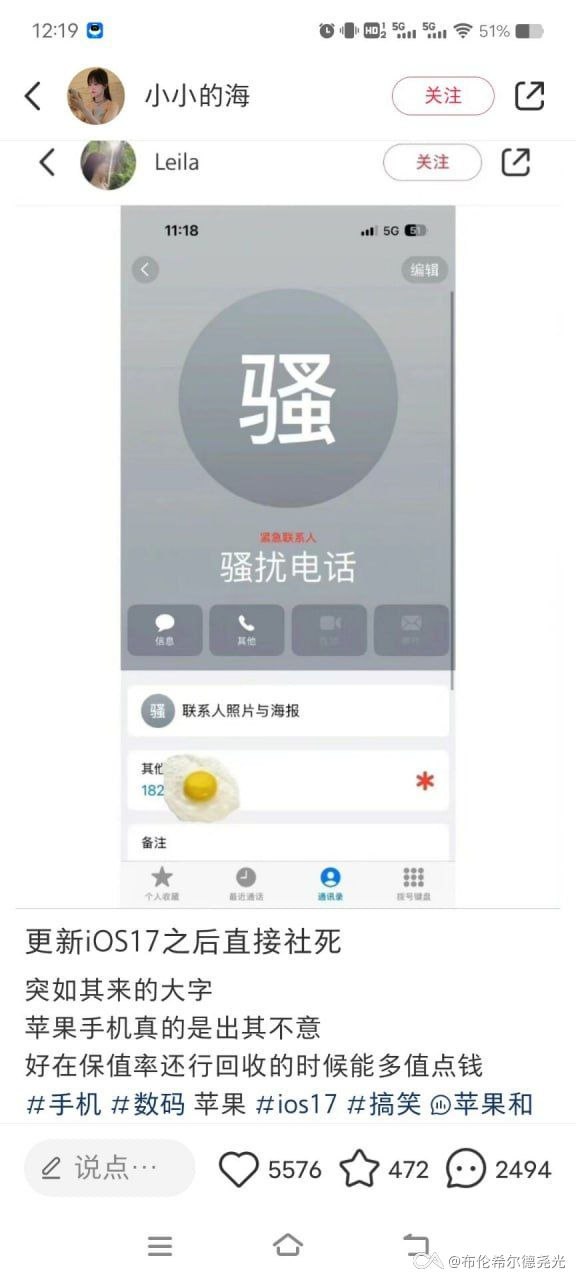 12:19
HD 1 2 5G 5G 51%
小小的海 关注
Leila 关注
11:18 5G 51
编辑
骚
紧急联系人
骚扰电话
信息 其他 视频 邮件
骚 联系人照片与海报
其他
182
备注
个人收藏 最近通话 通讯录 拨号键盘
更新iOS17之后直接社死
突如其来的大字
苹果手机真的是出其不意
好在保值率还行回收的时候能多值点钱
#手机 #数码 苹果 #ios17 #搞笑 苹果和
说点… 5576 472 2494
@布伦希尔德尧光